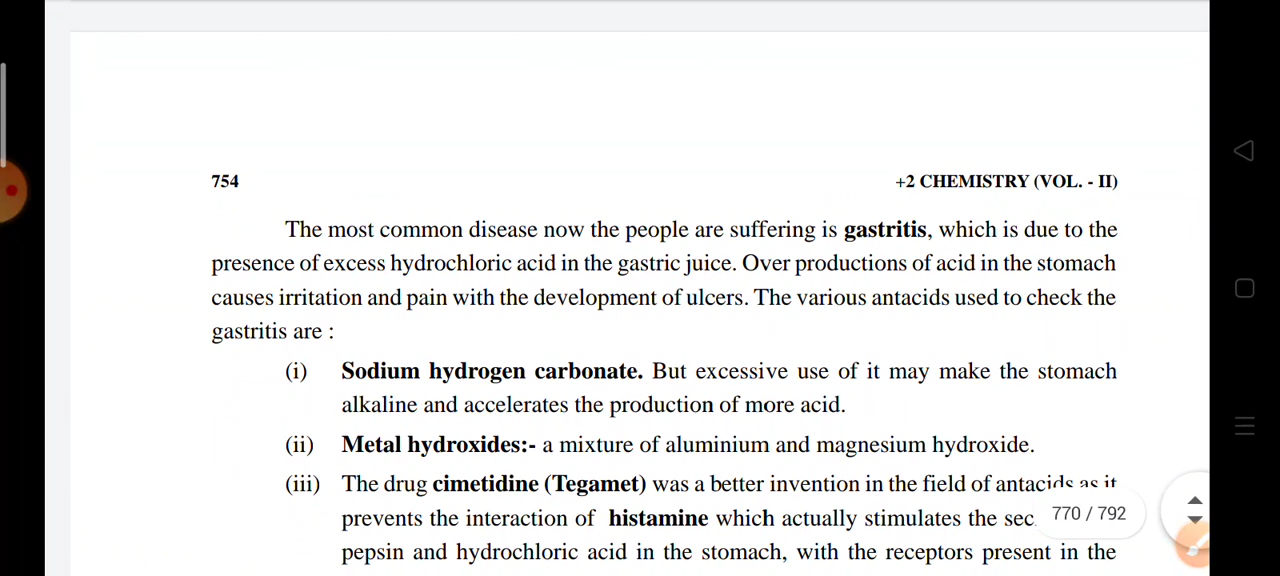 754 +2 CHEMISTRY (VOL. - II)
The most common disease now the people are suffering is gastritis, which is due to the
presence of excess hydrochloric acid in the gastric juice. Over productions of acid in the stomach
causes irritation and pain with the development of ulcers. The various antacids used to check the
gastritis are :
(i) Sodium hydrogen carbonate. But excessive use of it may make the stomach
alkaline and accelerates the production of more acid.
(ii) Metal hydroxides:- a mixture of aluminium and magnesium hydroxide.
(iii) The drug cimetidine (Tegamet) was a better invention in the field of antacids as it
prevents the interaction of histamine which actually stimulates the sec
770 / 792
pepsin and hydrochloric acid in the stomach, with the receptors present in the